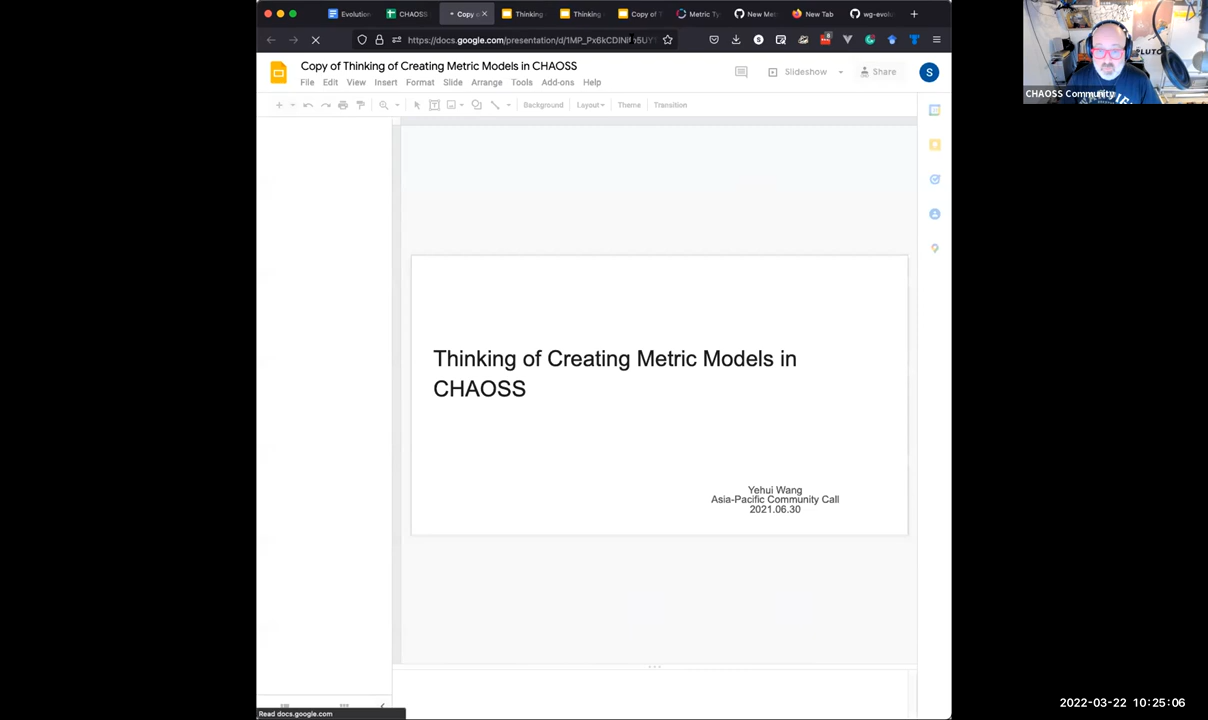 Evolution
CHAOSS
Copy o
Thinking
Thinking
Copy of T
Metric Ty
New Met
New Tab
wg-evolu
https://docs.google.com/presentation/d/
Copy of Thinking of Creating Metric Models in CHAOSS
File Edit View Insert Format Slide Arrange Tools Add-ons Help
Slideshow
Share
S
Background Layout Theme Transition
Thinking of Creating Metric Models in
CHAOSS
Yehui Wang
Asia-Pacific Community Call
2021.06.30
Read docs.google.com
CHAOSS Community
2022-03-22 10:25:06